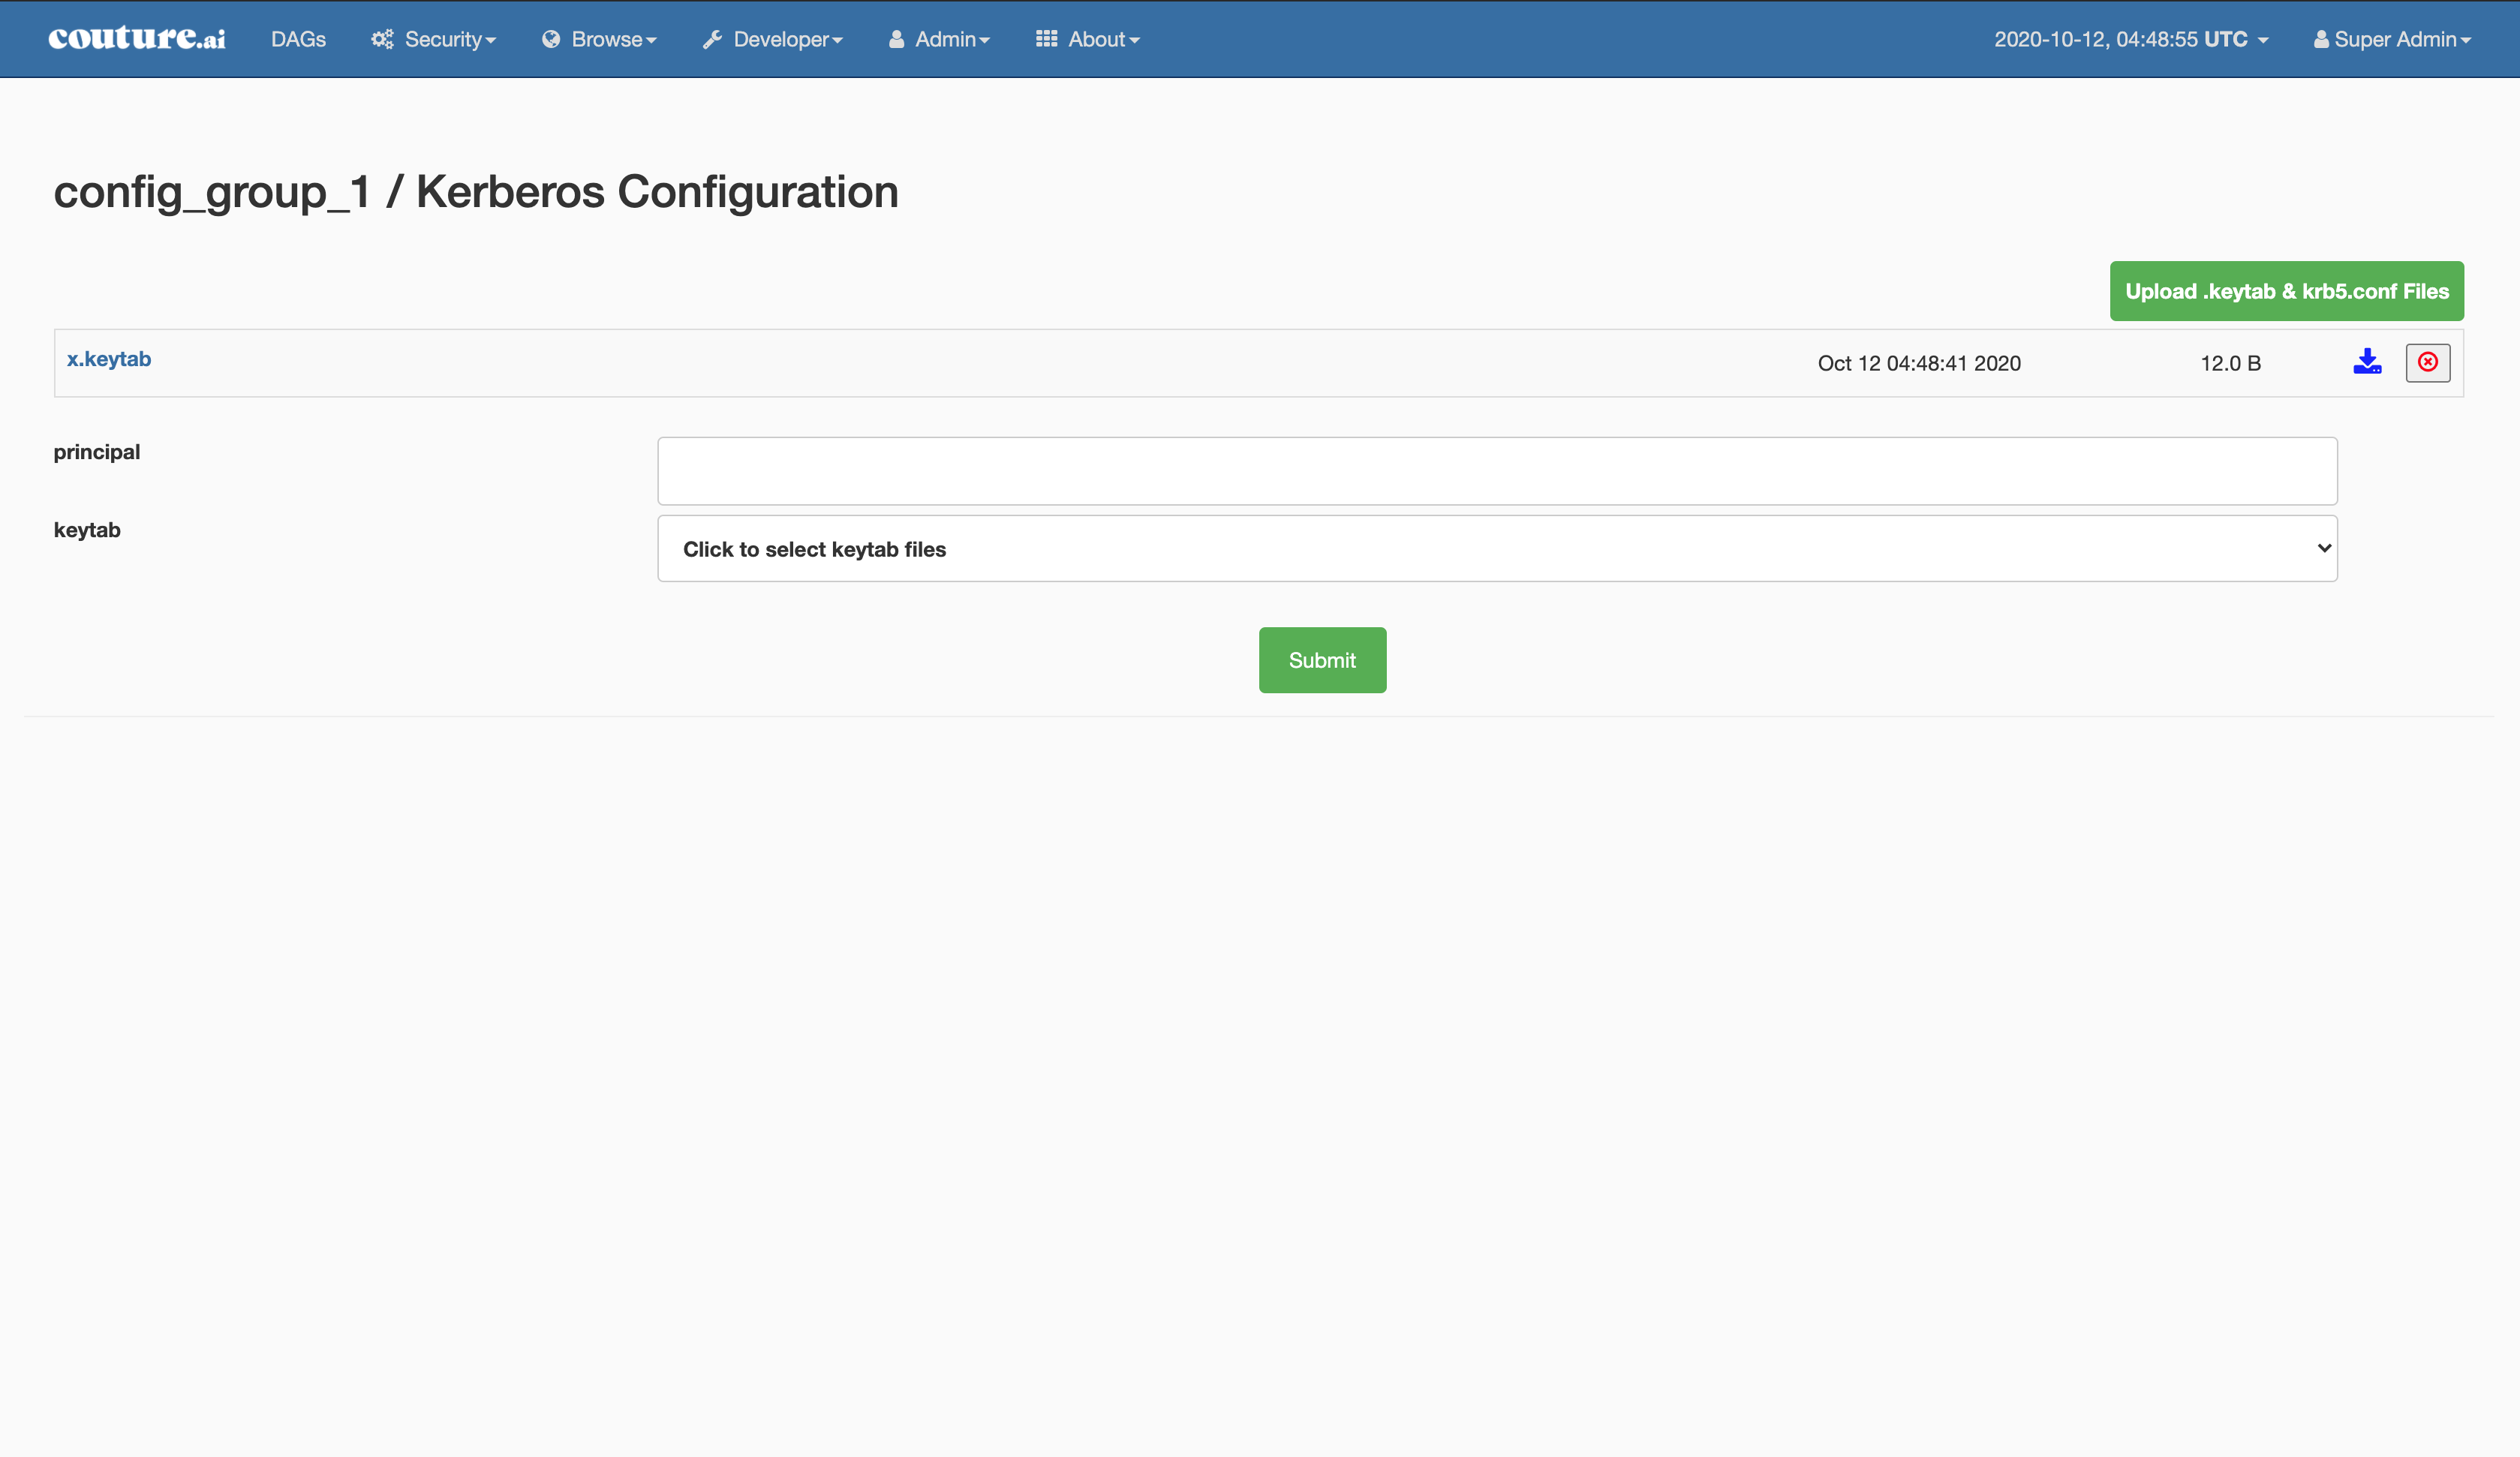 couture.ai DAGs Security Browse Developer Admin About 2020-10-12, 04:48:55 UTC Super Admin
config_group_1 / Kerberos Configuration
Upload .keytab & krb5.conf Files
x.keytab Oct 12 04:48:41 2020 12.0 B
principal
keytab Click to select keytab files
Submit